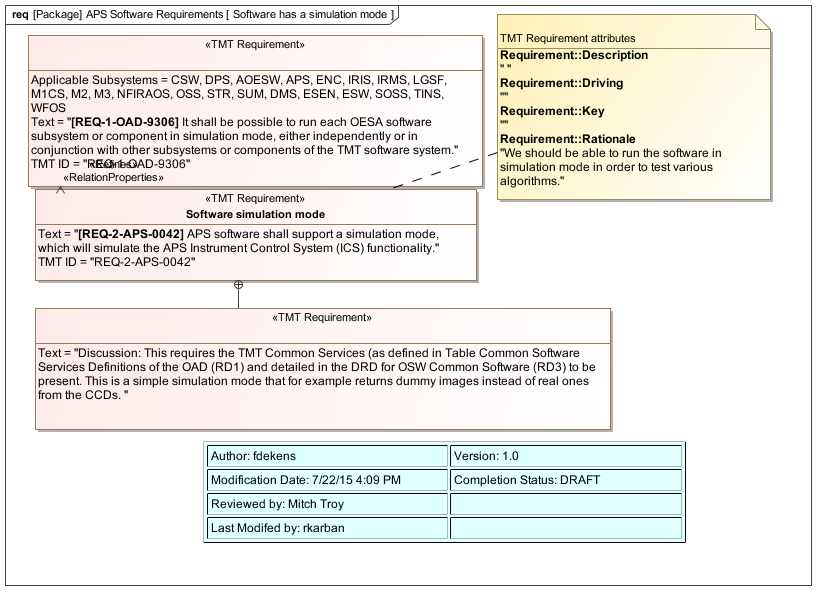 req [Package] APS Software Requirements [ Software has a simulation mode ]
«TMT Requirement»
Applicable Subsystems = CSW, DPS, AOESW, APS, ENC, IRIS, IRMS, LGSF,
M1CS, M2, M3, NFIRAOS, OSS, STR, SUM, DMS, ESEN, ESW, SOSS, TINS,
WFOS
Text = "[REQ-1-OAD-9306] It shall be possible to run each OESA software
subsystem or component in simulation mode, either independently or in
conjunction with other subsystems or components of the TMT software system."
TMT ID = "REQ-1-OAD-9306"
«RelationProperties»
TMT Requirement attributes
Requirement::Description
" "
Requirement::Driving
""
Requirement::Key
""
Requirement::Rationale
"We should be able to run the software in
simulation mode in order to test various
algorithms."
«TMT Requirement»
Software simulation mode
Text = "[REQ-2-APS-0042] APS software shall support a simulation mode,
which will simulate the APS Instrument Control System (ICS) functionality."
TMT ID = "REQ-2-APS-0042"
«TMT Requirement»
Text = "Discussion: This requires the TMT Common Services (as defined in Table Common Software
Services Definitions of the OAD (RD1) and detailed in the DRD for OSW Common Software (RD3) to be
present. This is a simple simulation mode that for example returns dummy images instead of real ones
from the CCDs. "
Author: fdekens Version: 1.0
Modification Date: 7/22/15 4:09 PM Completion Status: DRAFT
Reviewed by: Mitch Troy
Last Modifed by: rkarban